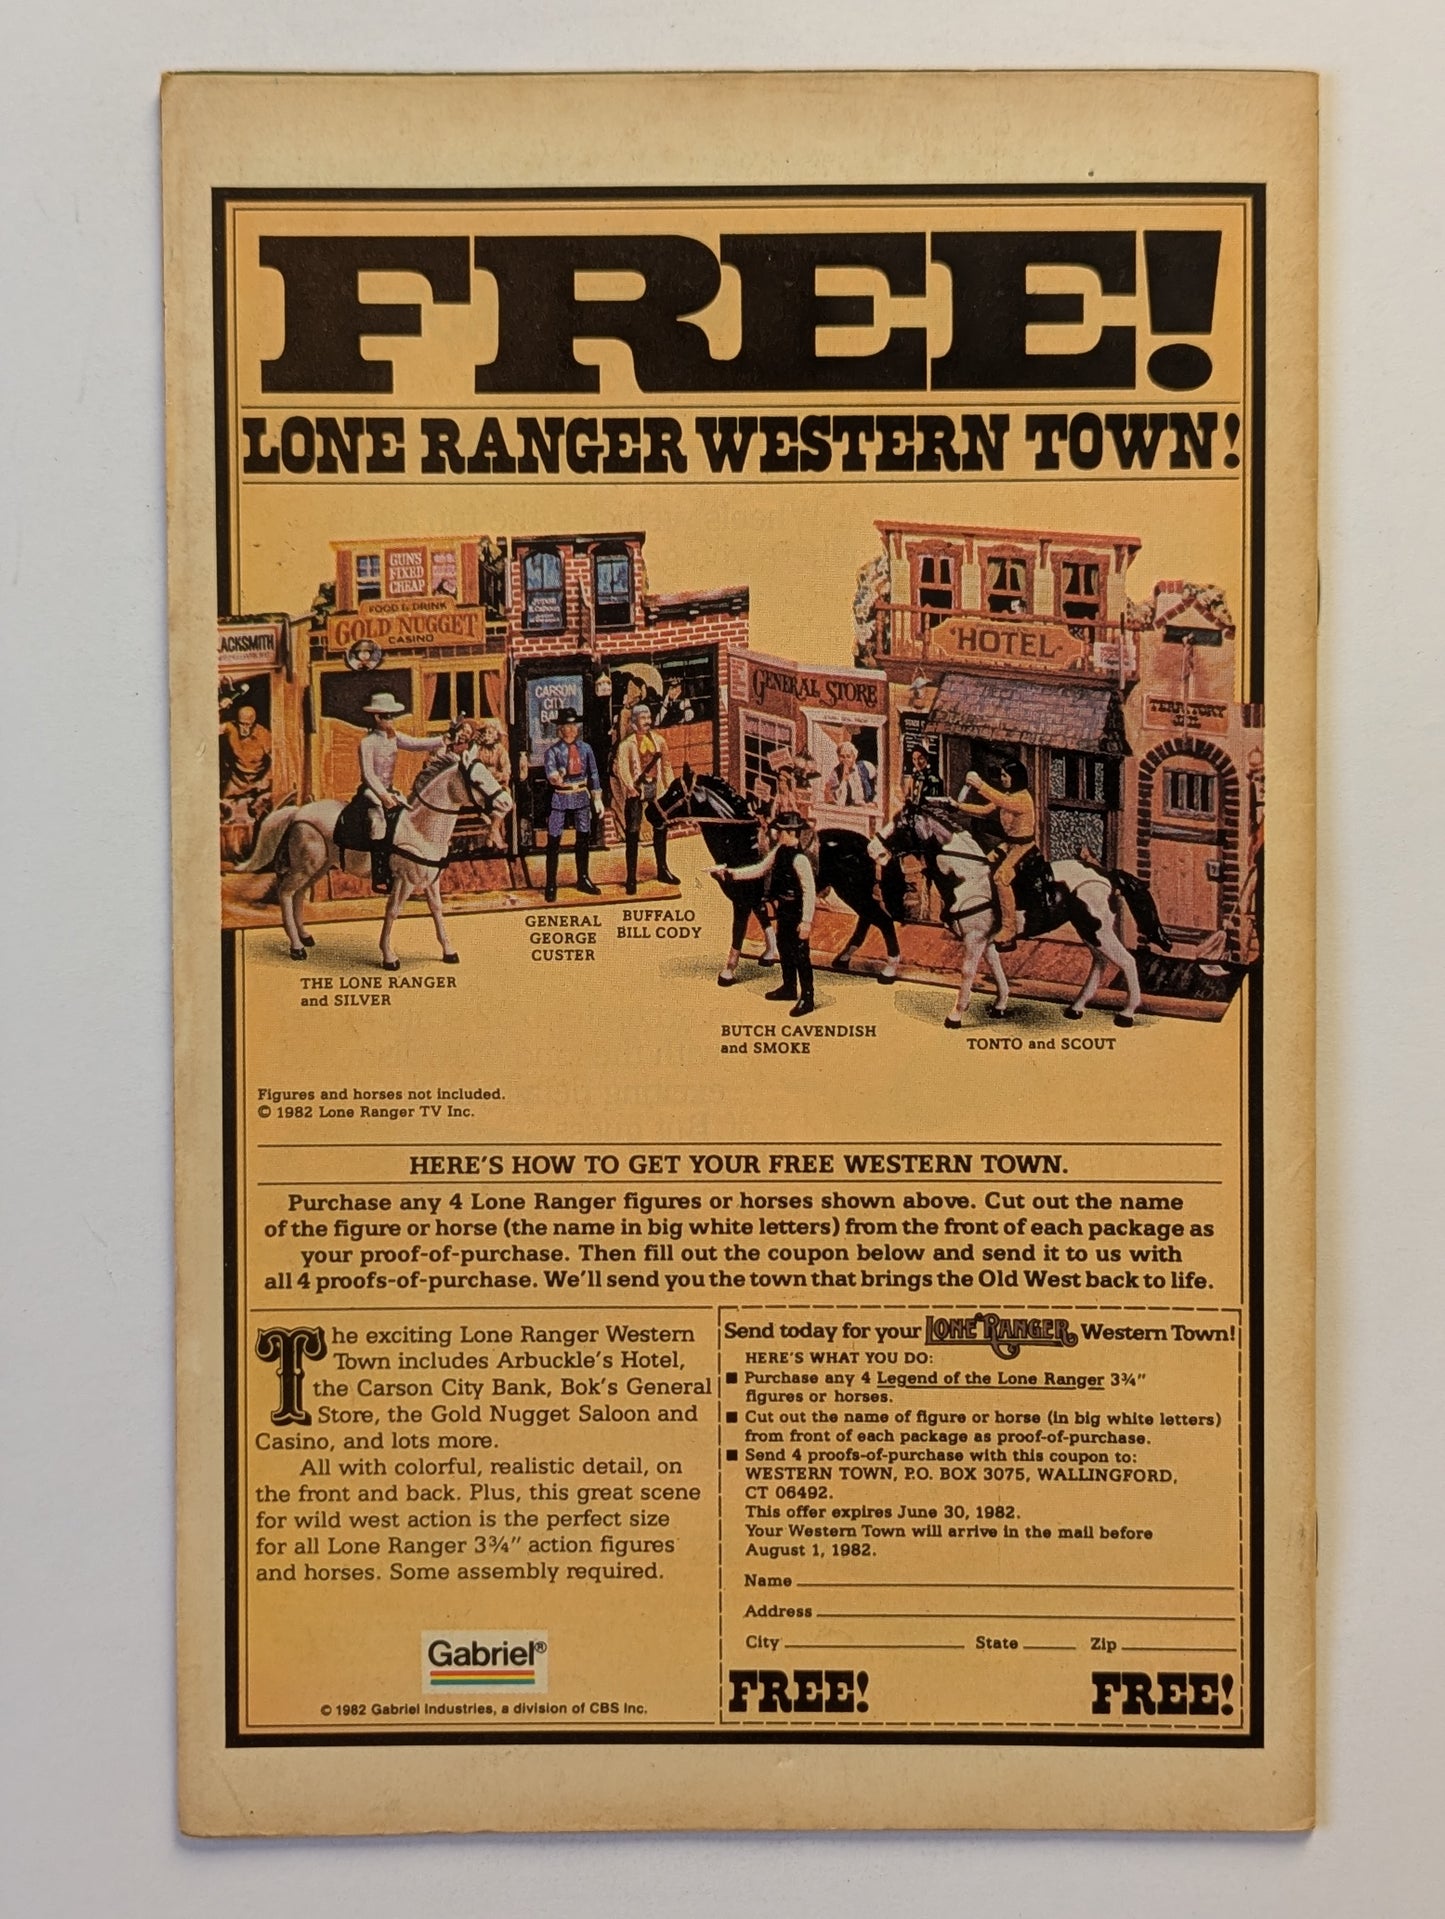 FREE!
LONE RANGER WESTERN TOWN!
GUNS
FIXED
CHEAP
FOOD & DRINK
GOLD NUGGET
CASINO
ACKSMITH
CARSON
CITY
BA
GENERAL STORE
HOTEL
TERRITORY
GENERAL
GEORGE
CUSTER
BUFFALO
BILL CODY
THE LONE RANGER
and SILVER
BUTCH CAVENDISH
and SMOKE
TONTO and SCOUT
Figures and horses not included.
© 1982 Lone Ranger TV Inc.
HERE'S HOW TO GET YOUR FREE WESTERN TOWN.
Purchase any 4 Lone Ranger figures or horses shown above. Cut out the name
of the figure or horse (the name in big white letters) from the front of each package as
your proof-of-purchase. Then fill out the coupon below and send it to us with
all 4 proofs-of-purchase. We'll send you the town that brings the Old West back to life.
The exciting Lone Ranger Western
Town includes Arbuckle's Hotel,
the Carson City Bank, Bok's General
Store, the Gold Nugget Saloon and
Casino, and lots more.
All with colorful, realistic detail, on
the front and back. Plus, this great scene
for wild west action is the perfect size
for all Lone Ranger 3¾" action figures
and horses. Some assembly required.
Gabriel®
© 1982 Gabriel Industries, a division of CBS Inc.
Send today for your LONE RANGER Western Town!
HERE'S WHAT YOU DO:
■ Purchase any 4 Legend of the Lone Ranger 3¾"
figures or horses.
■ Cut out the name of figure or horse (in big white letters)
from front of each package as proof-of-purchase.
■ Send 4 proofs-of-purchase with this coupon to:
WESTERN TOWN, P.O. BOX 3075, WALLINGFORD,
CT 06492.
This offer expires June 30, 1982.
Your Western Town will arrive in the mail before
August 1, 1982.
Name
Address
City State Zip
FREE! FREE!